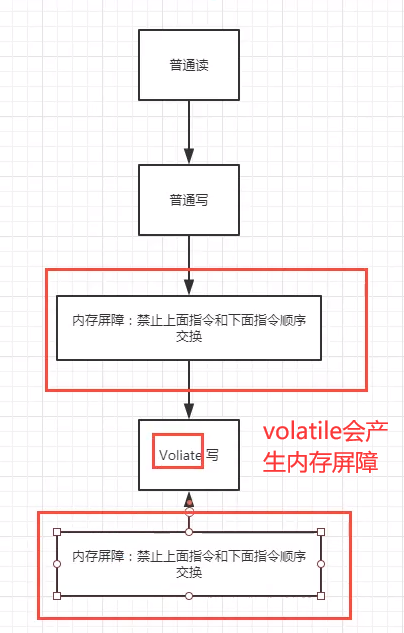 普通读
普通写
内存屏障：禁止上面指令和下面指令顺序
交换
Voliate 写
volatile会产
生内存屏障
内存屏障：禁止上面指令和下面指令顺序
交换